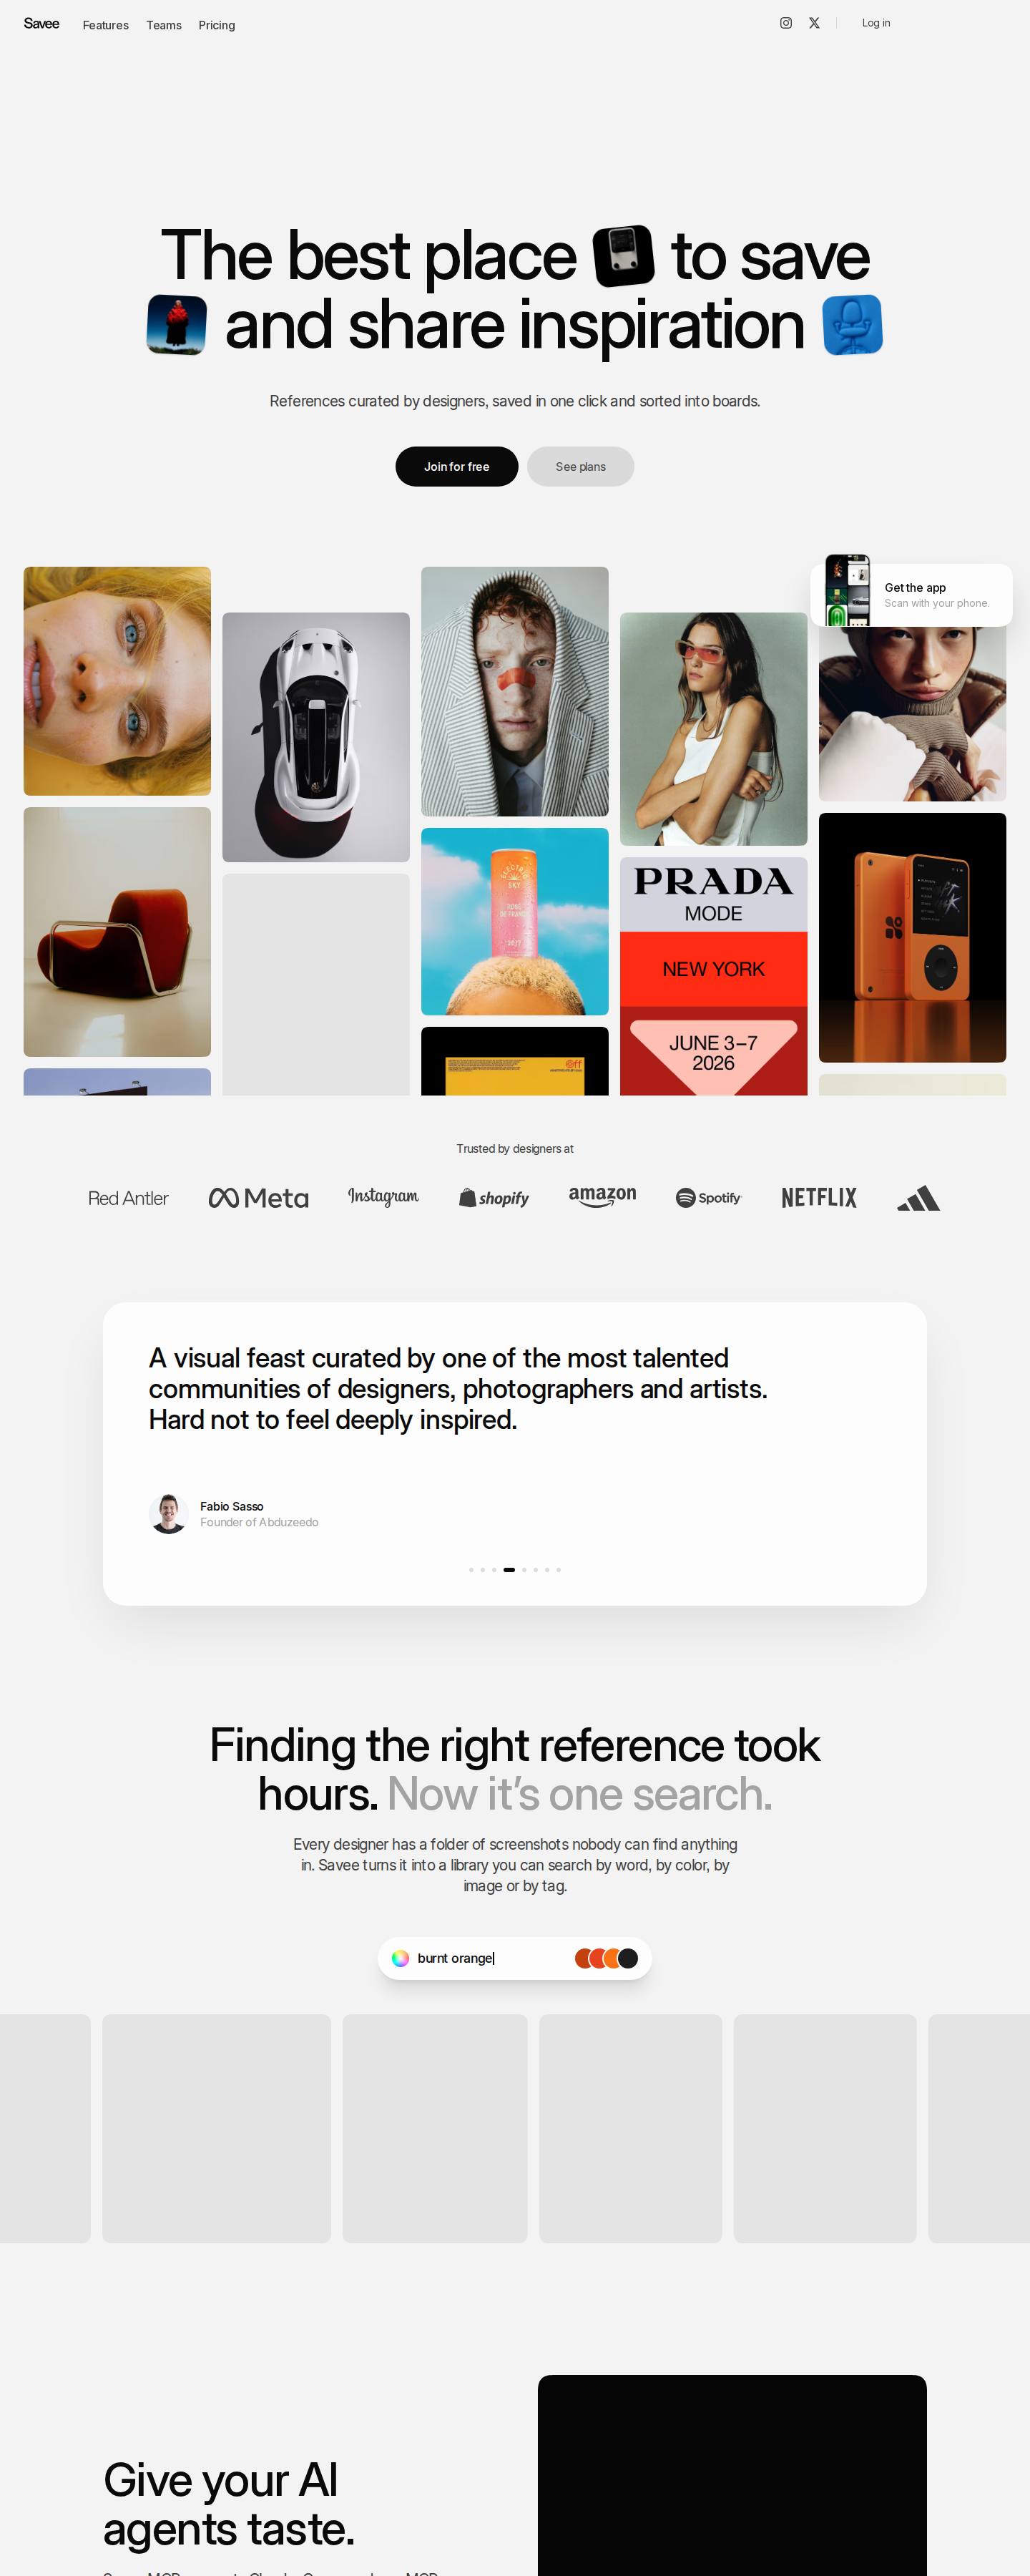 Savee Features Teams Pricing Log in
The best place to save
and share inspiration
References curated by designers, saved in one click and sorted into boards.
Join for free See plans
Get the app
Scan with your phone.
ELECTRIC
SKY
2017
PRADA
MODE
NEW YORK
JUNE 3–7
2026
Off
Trusted by designers at
Red Antler Meta Instagram shopify amazon Spotify NETFLIX
A visual feast curated by one of the most talented
communities of designers, photographers and artists.
Hard not to feel deeply inspired.
Fabio Sasso
Founder of Abduzeedo
Finding the right reference took
hours. Now it’s one search.
Every designer has a folder of screenshots nobody can find anything
in. Savee turns it into a library you can search by word, by color, by
image or by tag.
burnt orange
Give your AI
agents taste.